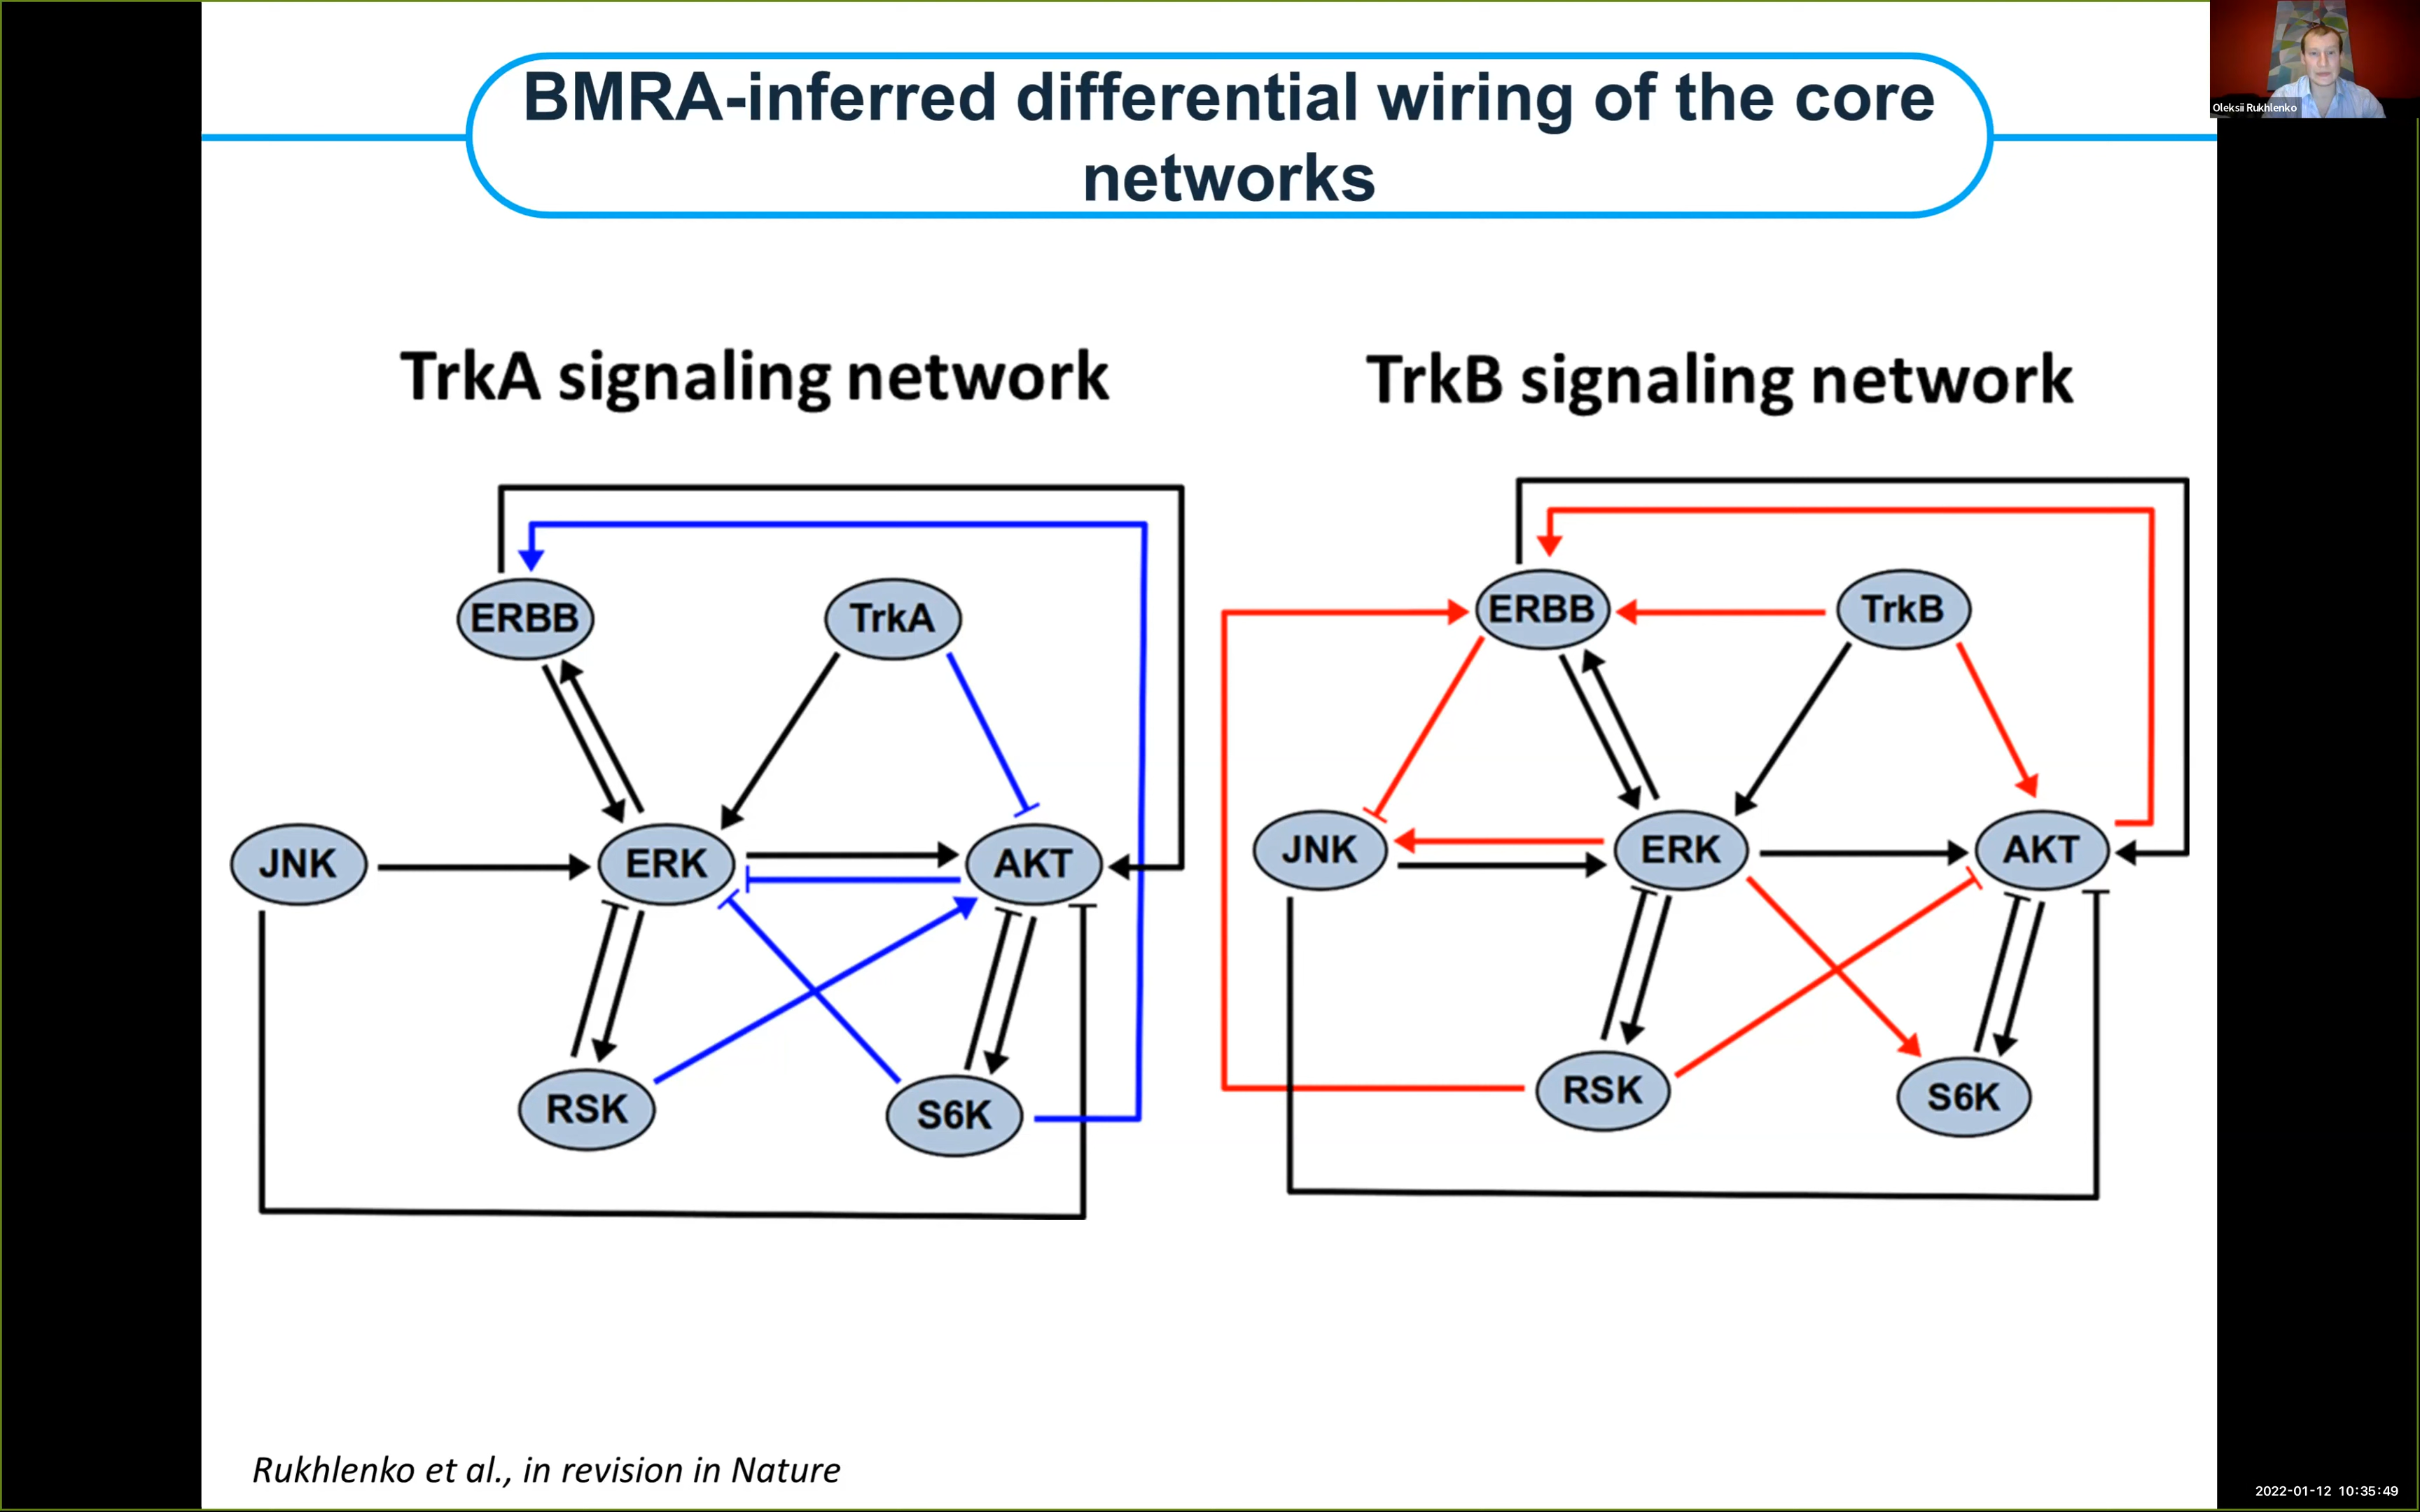 BMRA-inferred differential wiring of the core
networks
Oleksii Rukhlenko
TrkA signaling network
TrkB signaling network
ERBB
TrkA
JNK
ERK
AKT
RSK
S6K
ERBB
TrkB
JNK
ERK
AKT
RSK
S6K
Rukhlenko et al., in revision in Nature
2022-01-12 10:35:49